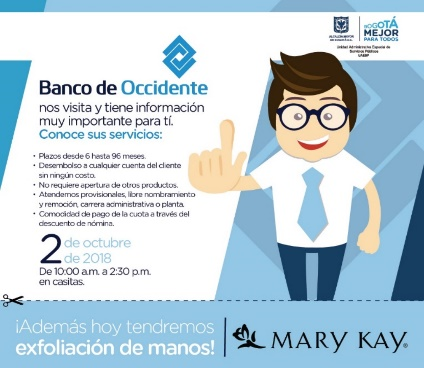 ALCALDÍA MAYOR
DE BOGOTÁ D.C.
BOGOTÁ
MEJOR
PARA TODOS
Unidad Administrativa Especial de
Servicios Públicos
UAESP
Banco de Occidente
nos visita y tiene información
muy importante para tí.
Conoce sus servicios:
• Plazos desde 6 hasta 96 meses.
• Desembolso a cualquier cuenta del cliente
sin ningún costo.
• No requiere apertura de otros productos.
• Atendemos provisionales, libre nombramiento
y remoción, carrera administrativa o planta.
• Comodidad de pago de la cuota a través del
descuento de nómina.
2 de octubre
de 2018
De 10:00 a.m. a 2:30 p.m.
en casitas.
¡Además hoy tendremos
exfoliación de manos!
MARY KAY®